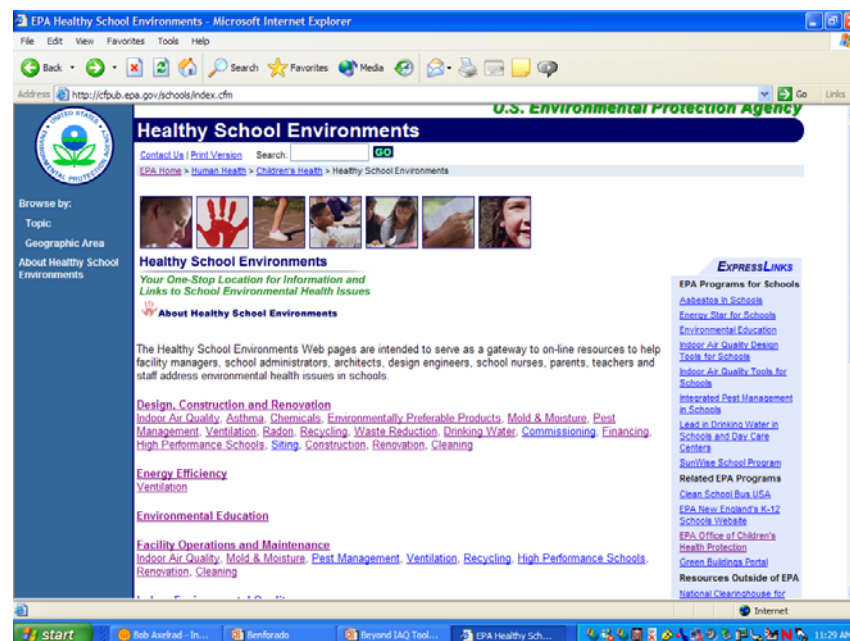 EPA Healthy School Environments - Microsoft Internet Explorer
File Edit View Favorites Tools Help
Back Search Favorites Media
Address http://cfpub.epa.gov/schools/index.cfm Go Links
U.S. Environmental Protection Agency
Healthy School Environments
Contact Us | Print Version Search: GO
EPA Home > Human Health > Children's Health > Healthy School Environments
UNITED STATES
Browse by:
Topic
Geographic Area
About Healthy School
Environments
Healthy School Environments
Your One-Stop Location for Information and
Links to School Environmental Health Issues
About Healthy School Environments
The Healthy School Environments Web pages are intended to serve as a gateway to on-line resources to help
facility managers, school administrators, architects, design engineers, school nurses, parents, teachers and
staff address environmental health issues in schools.
Design, Construction and Renovation
Indoor Air Quality, Asthma, Chemicals, Environmentally Preferable Products, Mold & Moisture, Pest
Management, Ventilation, Radon, Recycling, Waste Reduction, Drinking Water, Commissioning, Financing,
High Performance Schools, Siting, Construction, Renovation, Cleaning
Energy Efficiency
Ventilation
Environmental Education
Facility Operations and Maintenance
Indoor Air Quality, Mold & Moisture, Pest Management, Ventilation, Recycling, High Performance Schools,
Renovation, Cleaning
EXPRESSLINKS
EPA Programs for Schools
Asbestos in Schools
Energy Star for Schools
Environmental Education
Indoor Air Quality Design
Tools for Schools
Indoor Air Quality Tools for
Schools
Integrated Pest Management
in Schools
Lead in Drinking Water in
Schools and Day Care
Centers
SunWise School Program
Related EPA Programs
Clean School Bus USA
EPA New England's K-12
Schools Website
EPA Office of Children's
Health Protection
Green Buildings Portal
Resources Outside of EPA
National Clearinghouse for
Internet
start Bob Axelrad - In... Benforado Beyond IAQ Tool... EPA Healthy Sch... 11:29 AM